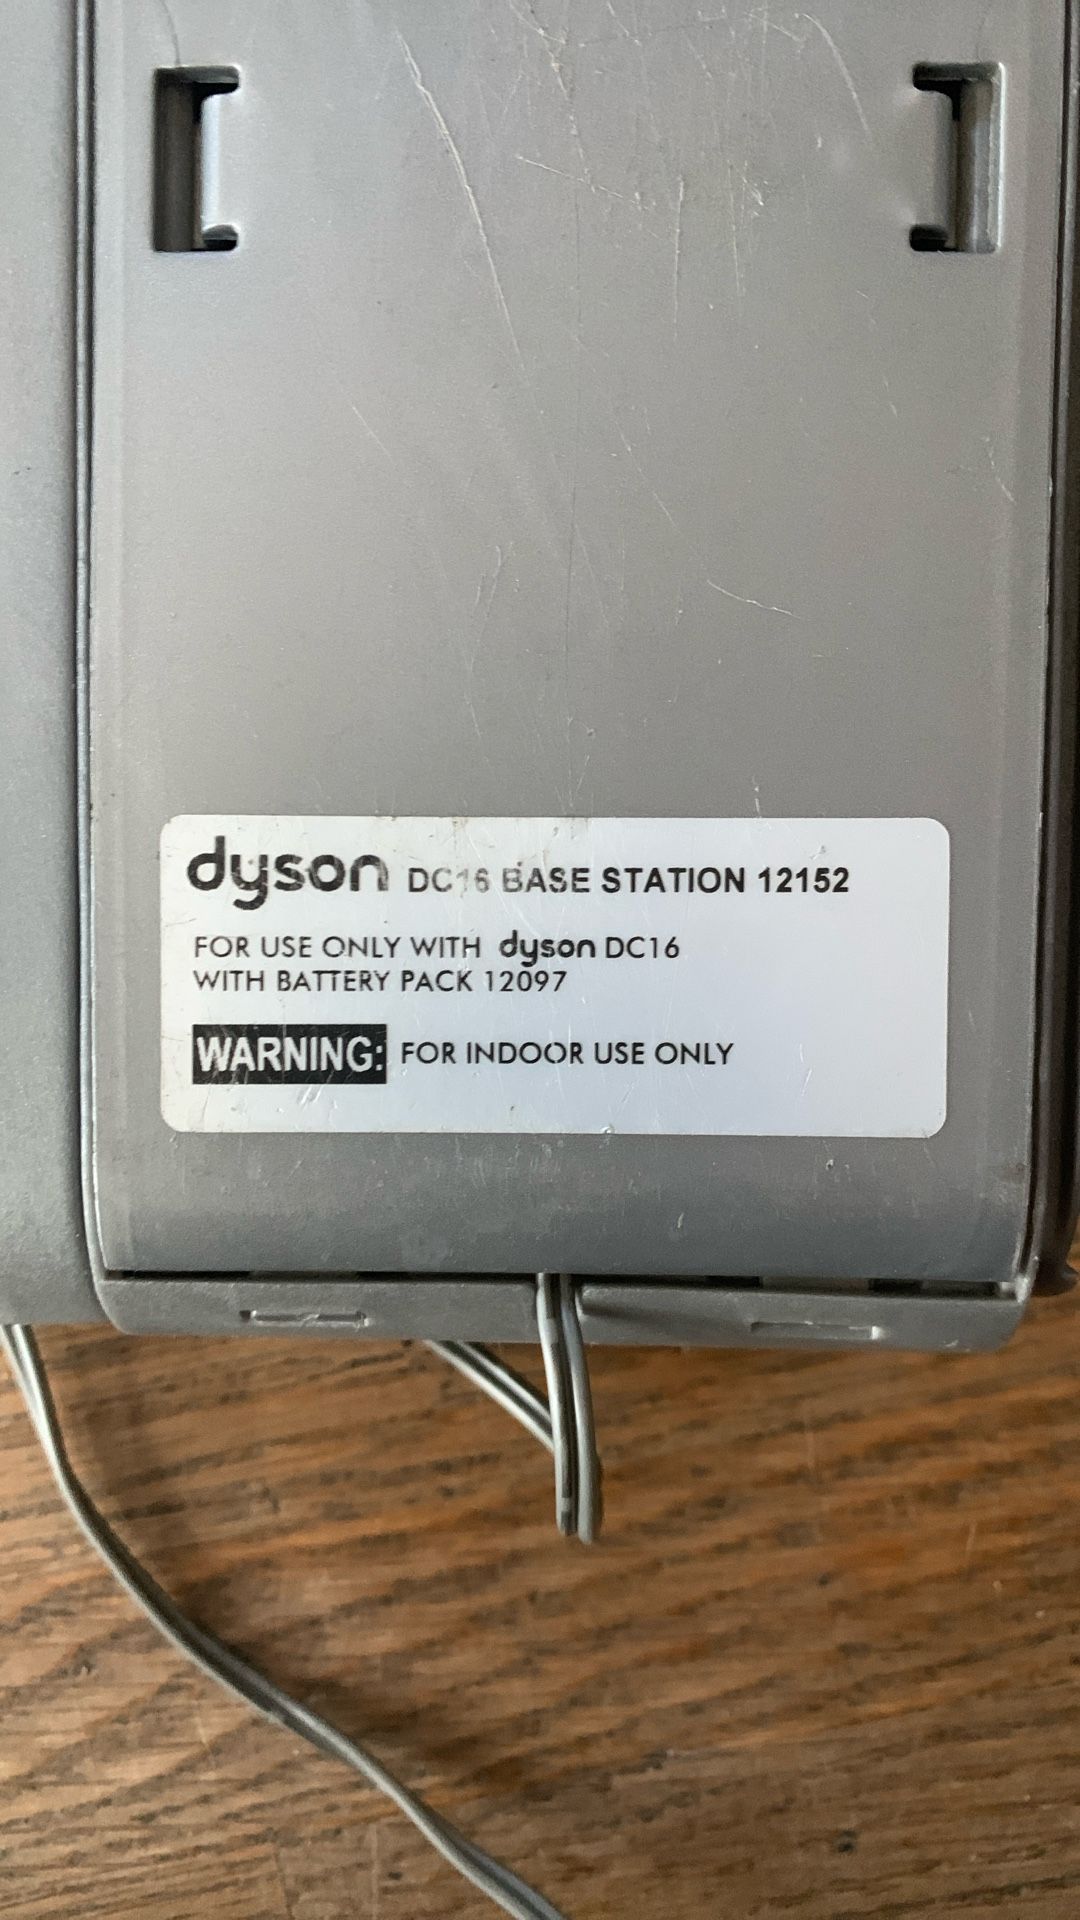 dyson DC16 BASE STATION 12152
FOR USE ONLY WITH dyson DC16
WITH BATTERY PACK 12097
WARNING: FOR INDOOR USE ONLY